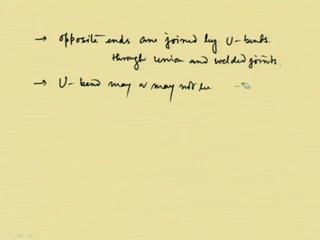 → opposite ends are joined by U-bends.
through union and welded joints.
→ U-bend may or may not be